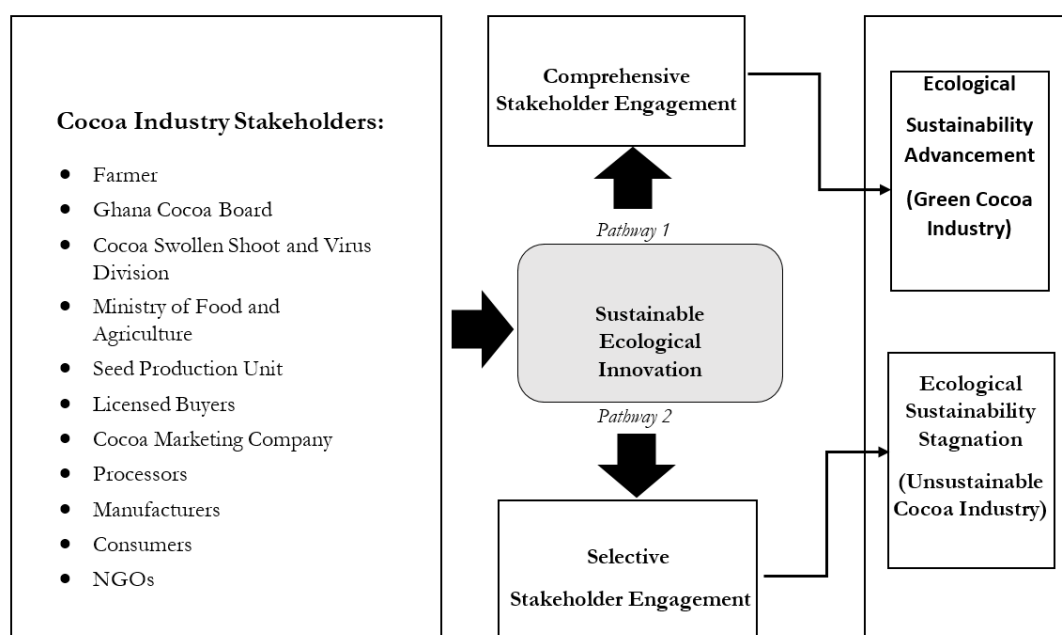 Cocoa Industry Stakeholders:
• Farmer
• Ghana Cocoa Board
• Cocoa Swollen Shoot and Virus
Division
• Ministry of Food and
Agriculture
• Seed Production Unit
• Licensed Buyers
• Cocoa Marketing Company
• Processors
• Manufacturers
• Consumers
• NGOs
Comprehensive
Stakeholder Engagement
Pathway 1
Sustainable
Ecological
Innovation
Pathway 2
Selective
Stakeholder Engagement
Ecological
Sustainability
Advancement
(Green Cocoa
Industry)
Ecological
Sustainability
Stagnation
(Unsustainable
Cocoa Industry)